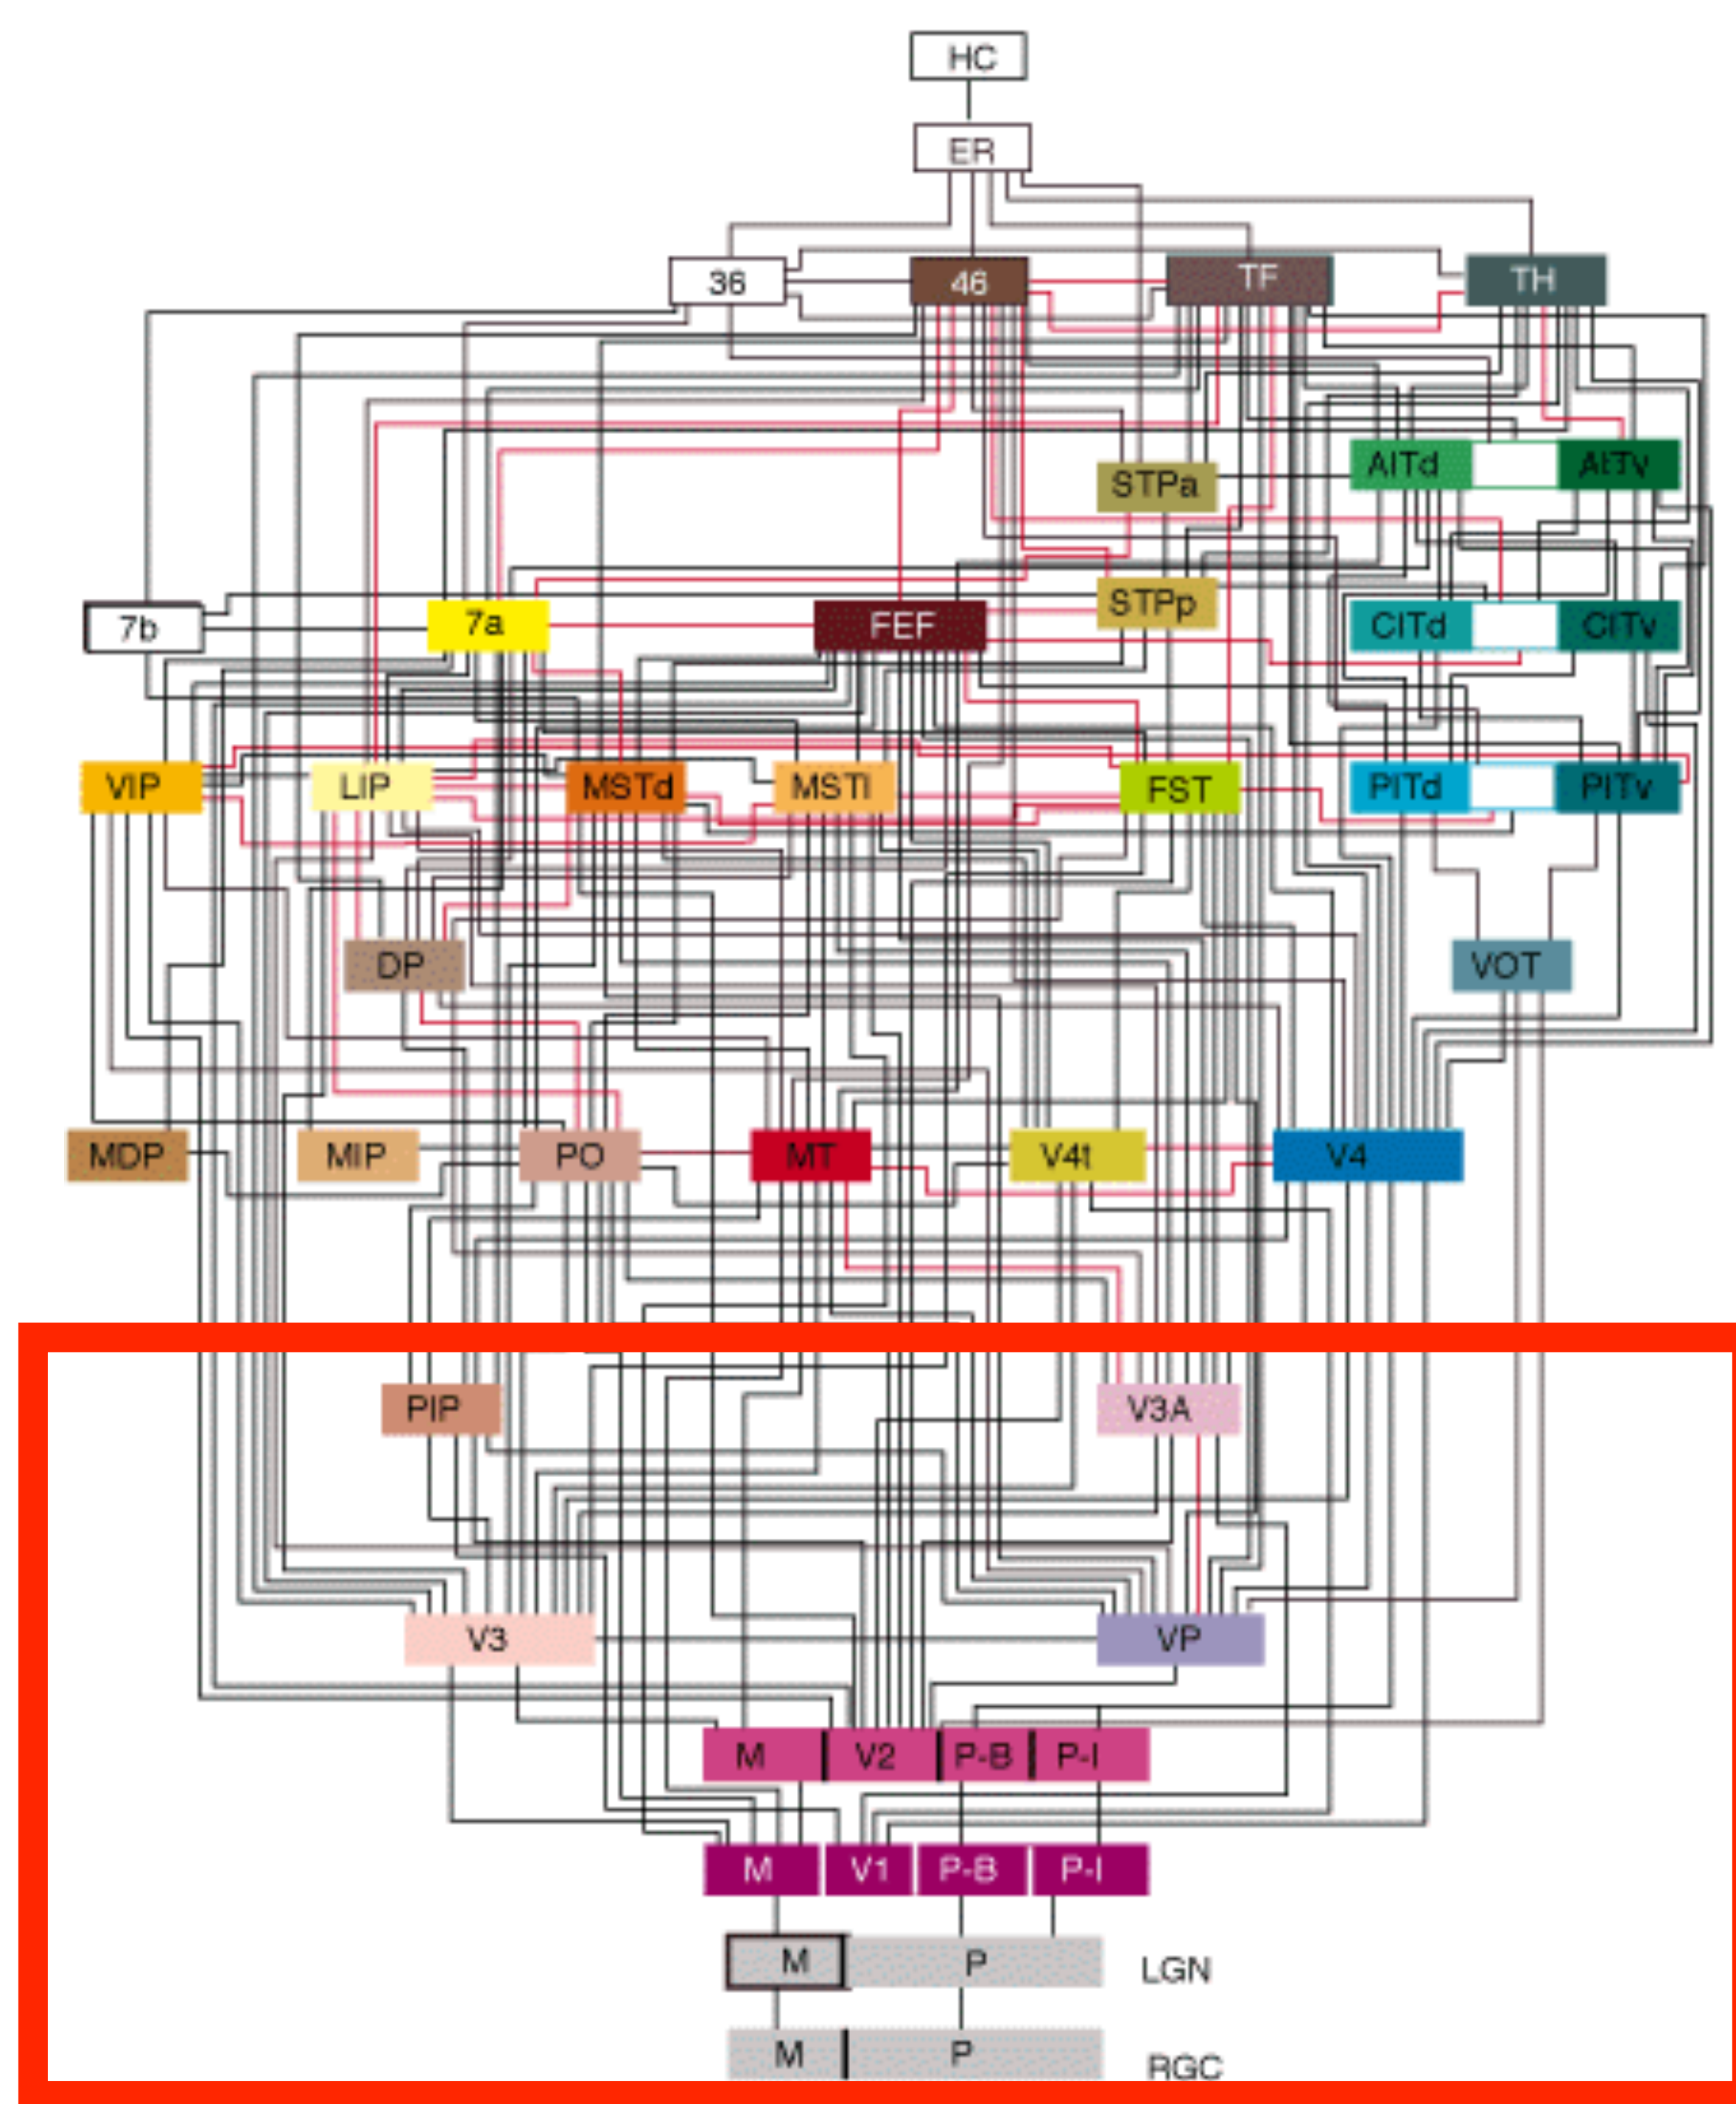 HC
ER
36 46 TF TH
AITd
STPa
7b 7a FEF STPp CITd CITv
VIP LIP MSTd MSTl FST PITd PITv
DP VOT
MDP MIP PO MT V4t V4
PIP V3A
V3 VP
M V2 P-B P-I
M V1 P-B P-I
M P LGN
M P RGC